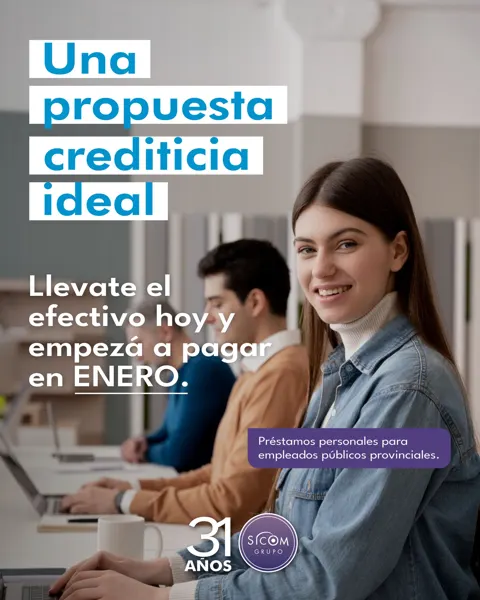 Una
propuesta
crediticia
ideal
Llevate el
efectivo hoy y
empezá a pagar
en ENERO.
Préstamos personales para
empleados públicos provinciales.
31
AÑOS
SICOM
GRUPO